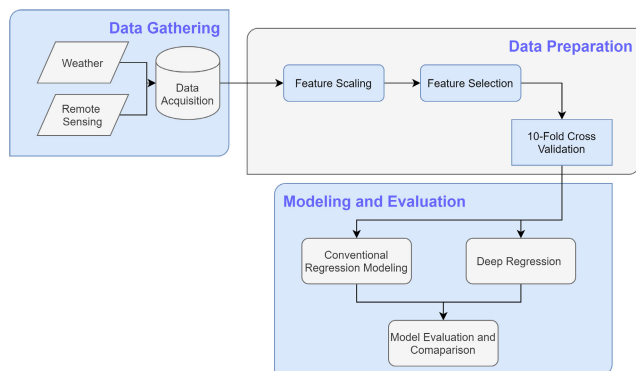 Data Gathering
Weather
Remote
Sensing
Data
Acquisition
Data Preparation
Feature Scaling
Feature Selection
10-Fold Cross
Validation
Modeling and Evaluation
Conventional
Regression Modeling
Deep Regression
Model Evaluation and
Comaparison